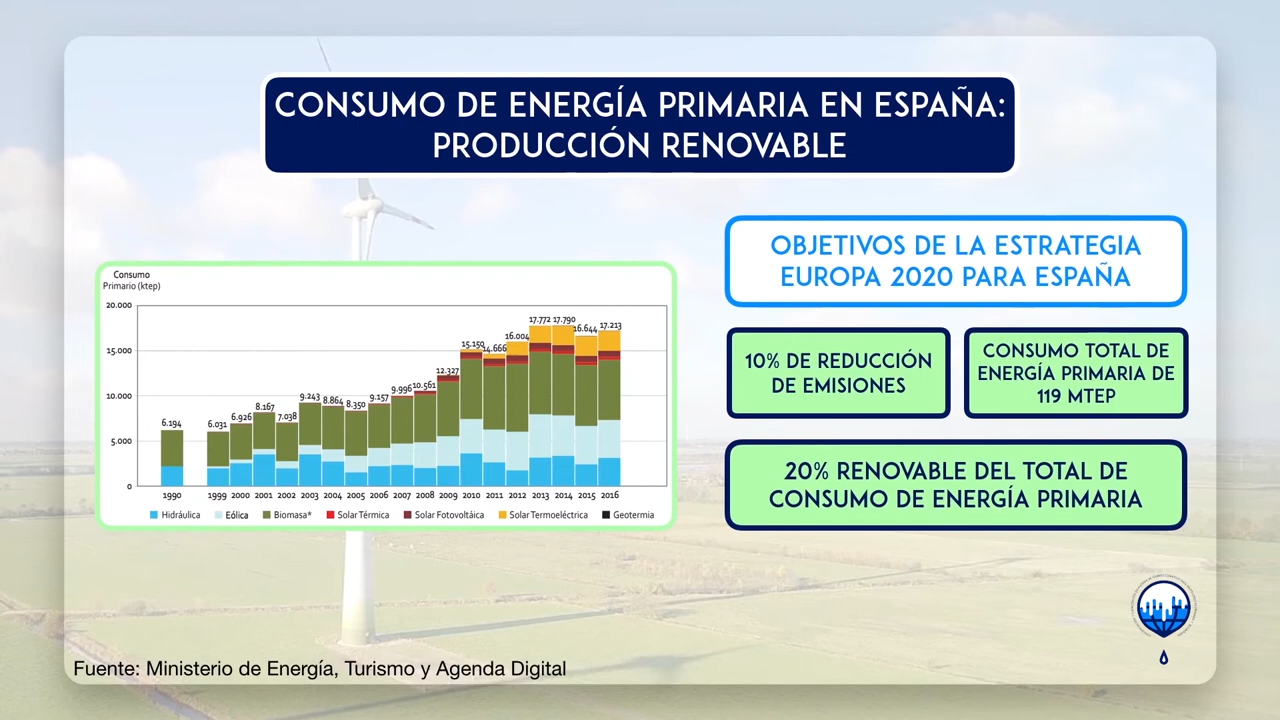 CONSUMO DE ENERGÍA PRIMARIA EN ESPAÑA:
PRODUCCIÓN RENOVABLE
Consumo
Primario (ktep)
20.000
15.000
10.000
5.000
0
6.194
6.031
6.926
8.167
7.038
9.243
8.864
8.350
9.157
9.996
10.561
12.327
15.150
14.666
16.004
17.772
17.790
16.644
17.213
1990 1999 2000 2001 2002 2003 2004 2005 2006 2007 2008 2009 2010 2011 2012 2013 2014 2015 2016
Hidráulica Eólica Biomasa* Solar Térmica Solar Fotovoltáica Solar Termoeléctrica Geotermia
OBJETIVOS DE LA ESTRATEGIA
EUROPA 2020 PARA ESPAÑA
10% DE REDUCCIÓN
DE EMISIONES
CONSUMO TOTAL DE
ENERGÍA PRIMARIA DE
119 MTEP
20% RENOVABLE DEL TOTAL DE
CONSUMO DE ENERGÍA PRIMARIA
Fuente: Ministerio de Energía, Turismo y Agenda Digital